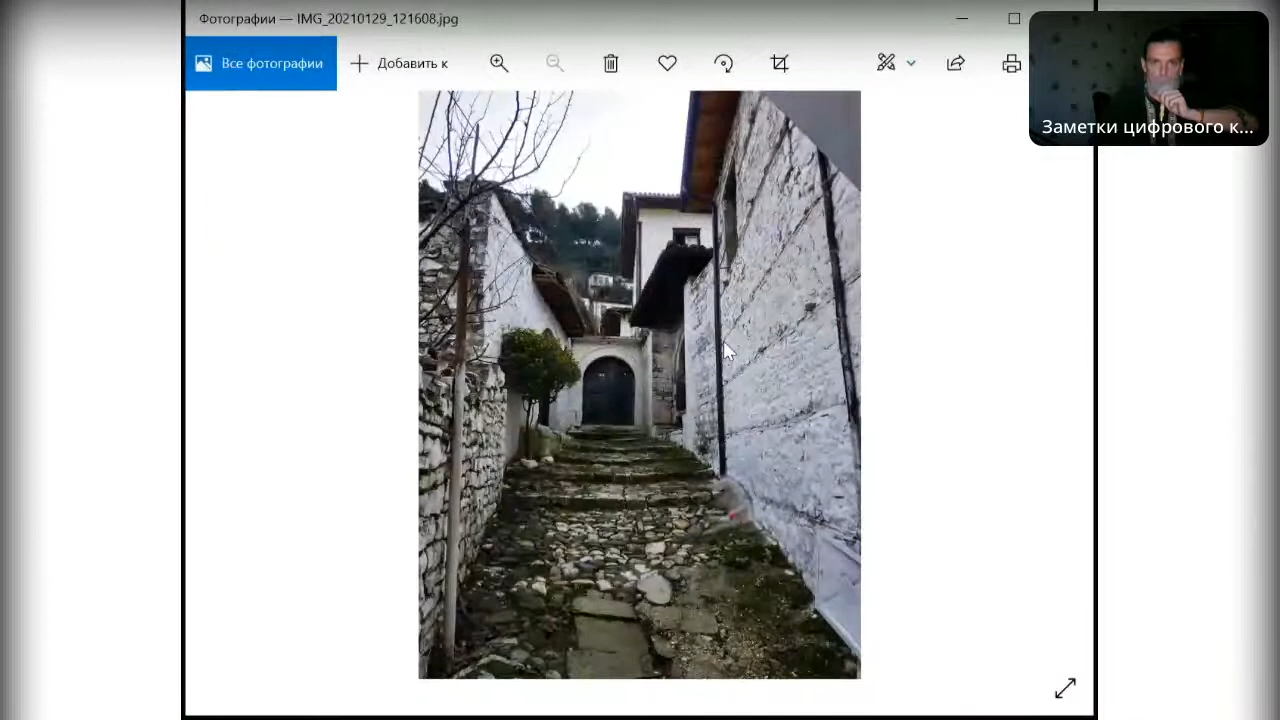 Фотографии — IMG_20210129_121608.jpg
Все фотографии
Добавить к
Заметки цифрового к...